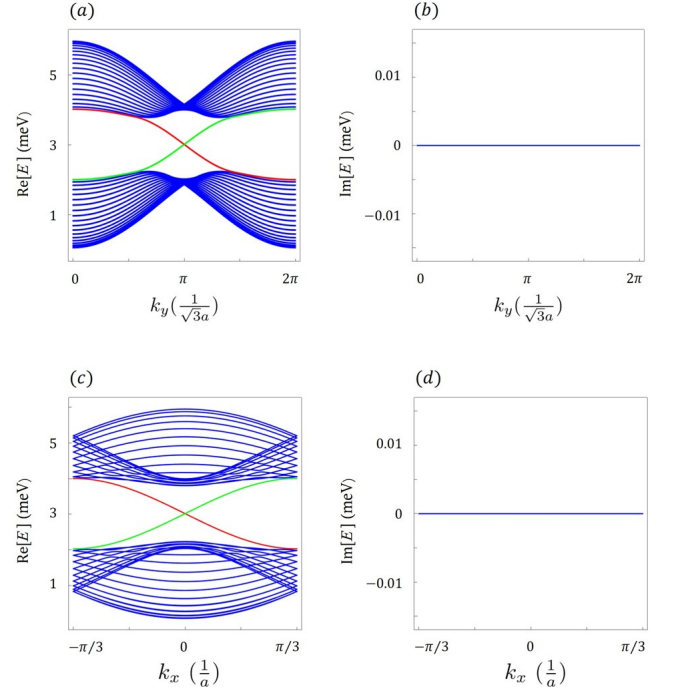 (a)
(b)
Re[E] (meV)
5
3
1
0 π 2π
k_y(1/√3a)
Im[E] (meV)
0.01
0
−0.01
0 π 2π
k_y(1/√3a)
(c)
(d)
Re[E] (meV)
5
3
1
−π/3 0 π/3
k_x (1/a)
Im[E] (meV)
0.01
0
−0.01
−π/3 0 π/3
k_x (1/a)